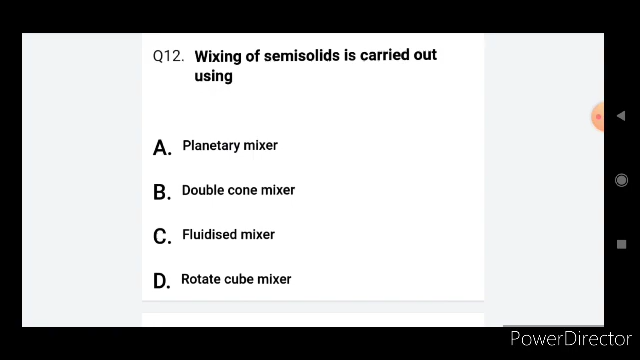 Q12. Wixing of semisolids is carried out
using
A. Planetary mixer
B. Double cone mixer
C. Fluidised mixer
D. Rotate cube mixer
PowerDirector